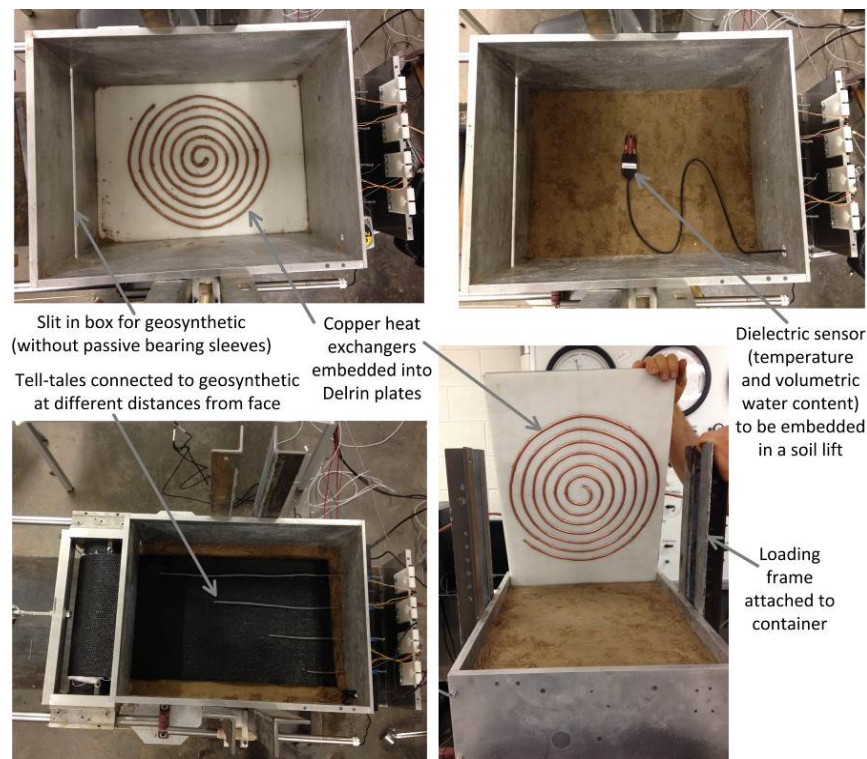 Slit in box for geosynthetic
(without passive bearing sleeves)
Tell-tales connected to geosynthetic
at different distances from face
Copper heat
exchangers
embedded into
Delrin plates
Dielectric sensor
(temperature
and volumetric
water content)
to be embedded
in a soil lift
Loading
frame
attached to
container